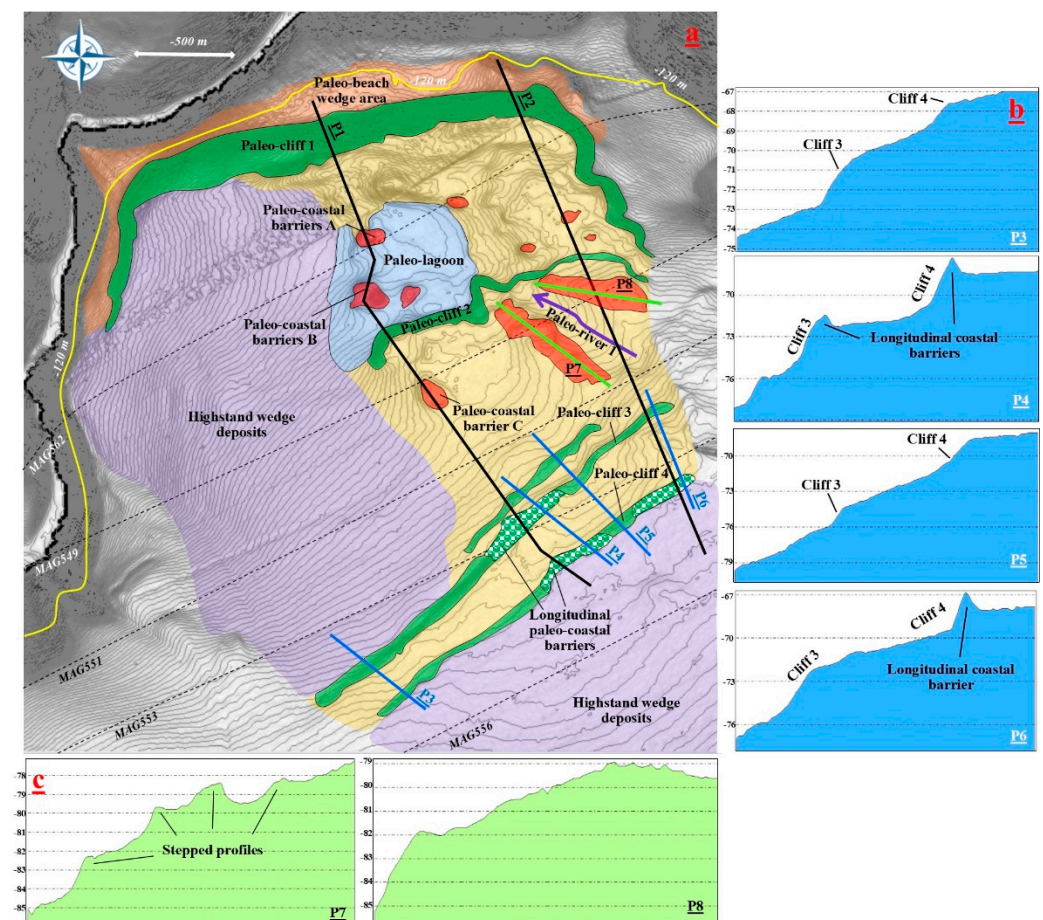 a
-500 m
-120 m
-120 m
-120 m
Paleo-beach
wedge area
P1
P2
Paleo-cliff 1
Paleo-coastal
barriers A
Paleo-lagoon
P8
Paleo-coastal
barriers B
Paleo-cliff 2
Paleo-river 1
P7
-120 m
Highstand wedge
deposits
Paleo-coastal
barrier C
Paleo-cliff 3
MAG562
Paleo-cliff 4
P6
P5
P4
MAG549
Longitudinal
paleo-coastal
barriers
MAG551
P3
Highstand wedge
deposits
MAG553
MAG556
b
-67
-68
-69
-70
-71
-72
-73
-74
-75
Cliff 4
Cliff 3
P3
-70
-72
-76
-78
Cliff 4
Cliff 3
Longitudinal coastal
barriers
P4
-70
-73
-76
-79
Cliff 4
Cliff 3
P5
-67
-70
-72
-76
Cliff 4
Cliff 3
Longitudinal coastal
barrier
P6
c
-78
-79
-80
-81
-82
-83
-84
-85
Stepped profiles
P7
-79
-80
-81
-82
-83
-84
-85
P8